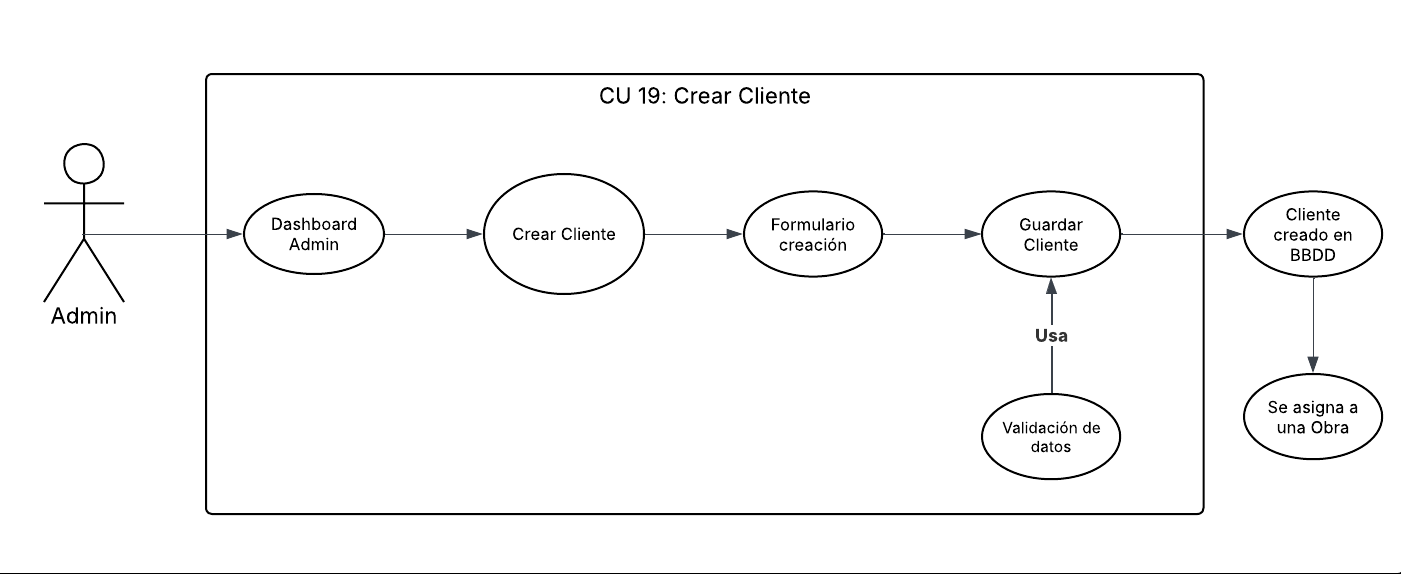 CU 19: Crear Cliente
Admin
Dashboard
Admin
Crear Cliente
Formulario
creación
Guardar
Cliente
Cliente
creado en
BBDD
Usa
Validación de
datos
Se asigna a
una Obra